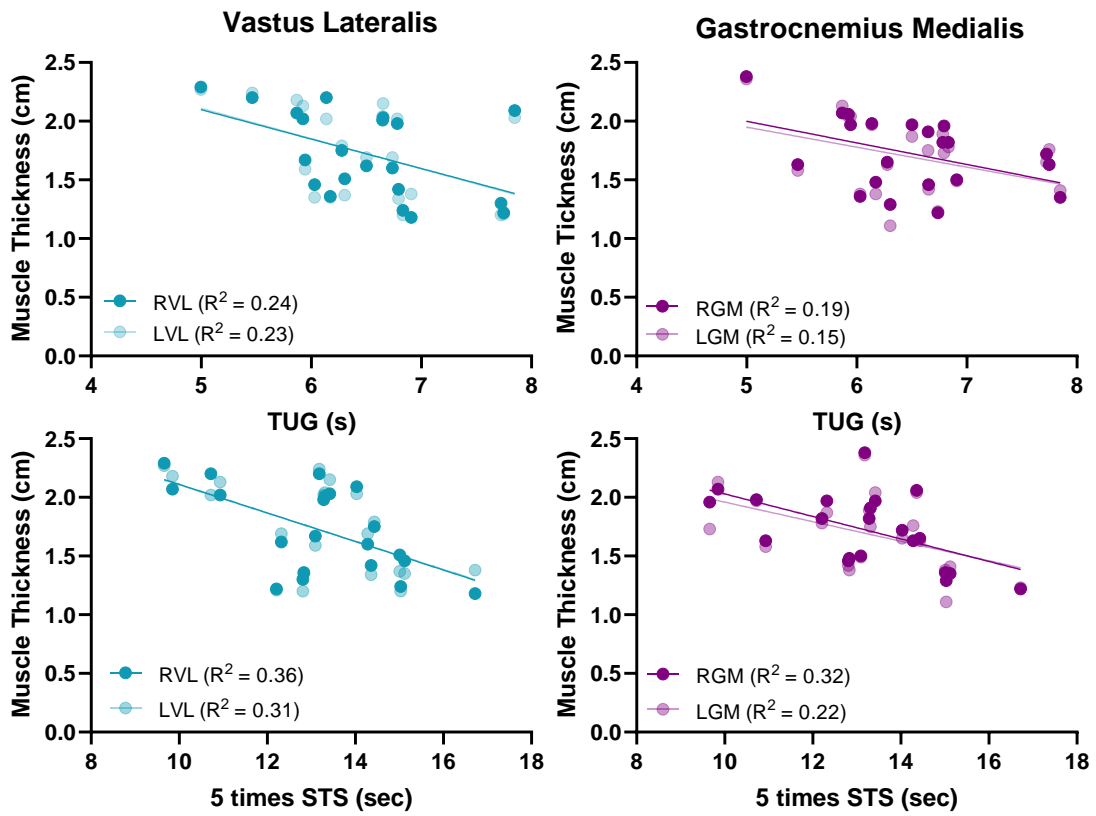 Vastus Lateralis
Muscle Thickness (cm)
2.5
2.0
1.5
1.0
0.5
0.0
RVL (R² = 0.24)
LVL (R² = 0.23)
4 5 6 7 8
TUG (s)
Gastrocnemius Medialis
Muscle Tickness (cm)
2.5
2.0
1.5
1.0
0.5
0.0
RGM (R² = 0.19)
LGM (R² = 0.15)
4 5 6 7 8
TUG (s)
Muscle Thickness (cm)
2.5
2.0
1.5
1.0
0.5
0.0
RVL (R² = 0.36)
LVL (R² = 0.31)
8 10 12 14 16 18
5 times STS (sec)
Muscle Thickness (cm)
2.5
2.0
1.5
1.0
0.5
0.0
RGM (R² = 0.32)
LGM (R² = 0.22)
8 10 12 14 16 18
5 times STS (sec)